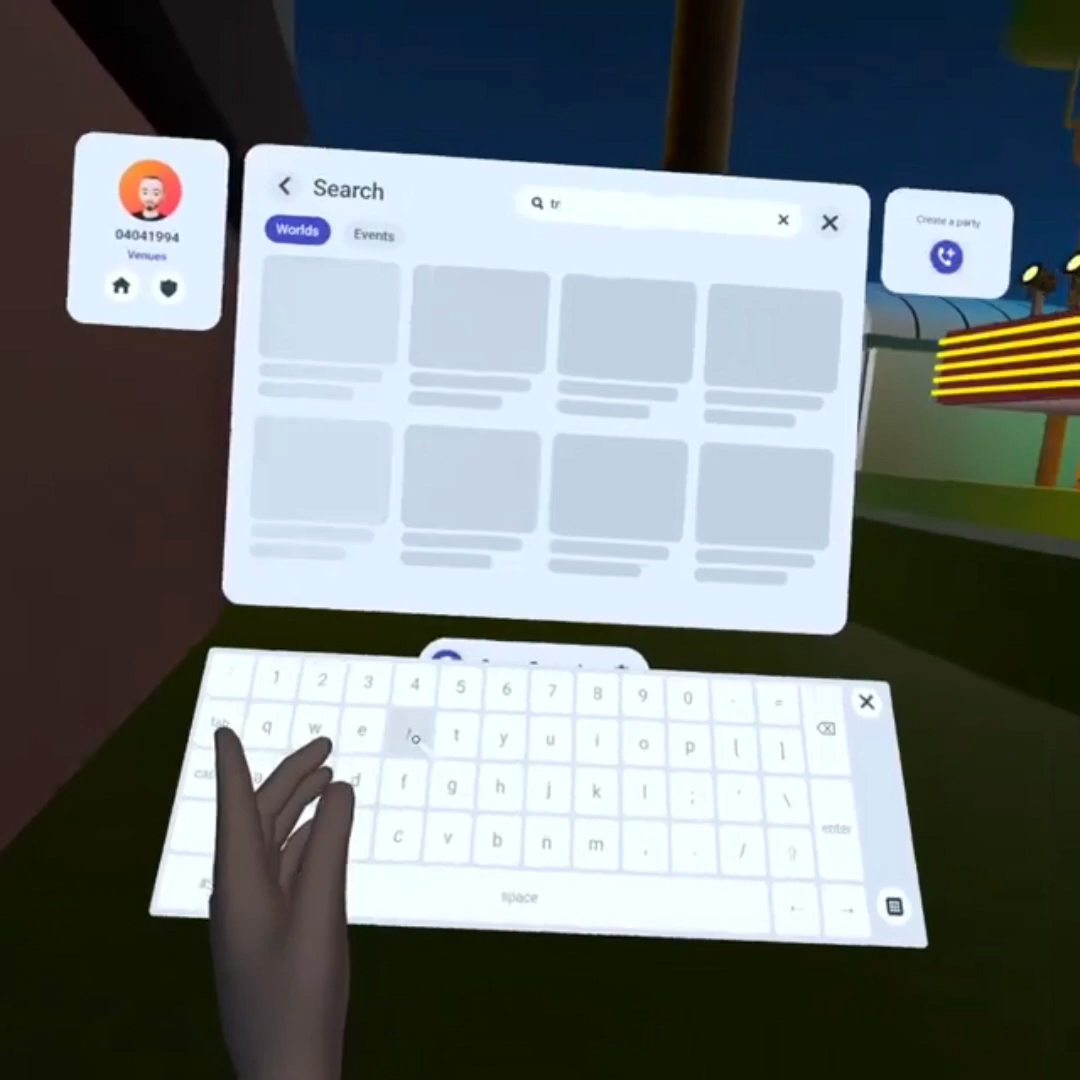 Search
tr
Worlds
Events
04041994
Venues
Create a party
1 2 3 4 5 6 7 8 9 0 - =
tab q w e t y u i o p [ ]
d f g h j k l ; ' \ enter
c v b n m , . /
space ← →